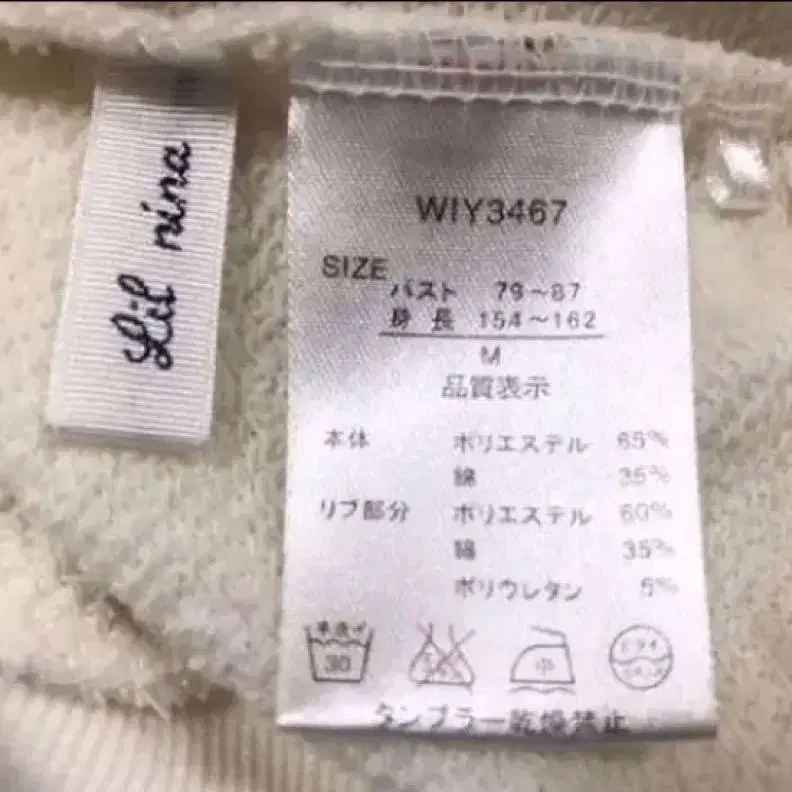 Lil nina
WIY3467
SIZE
バスト 79～87
身長 154～162
M
品質表示
本体 ポリエステル 65%
綿 35%
リブ部分 ポリエステル 60%
綿 35%
ポリウレタン 5%
手洗イ
30
中
ドライ
タンブラー乾燥禁止